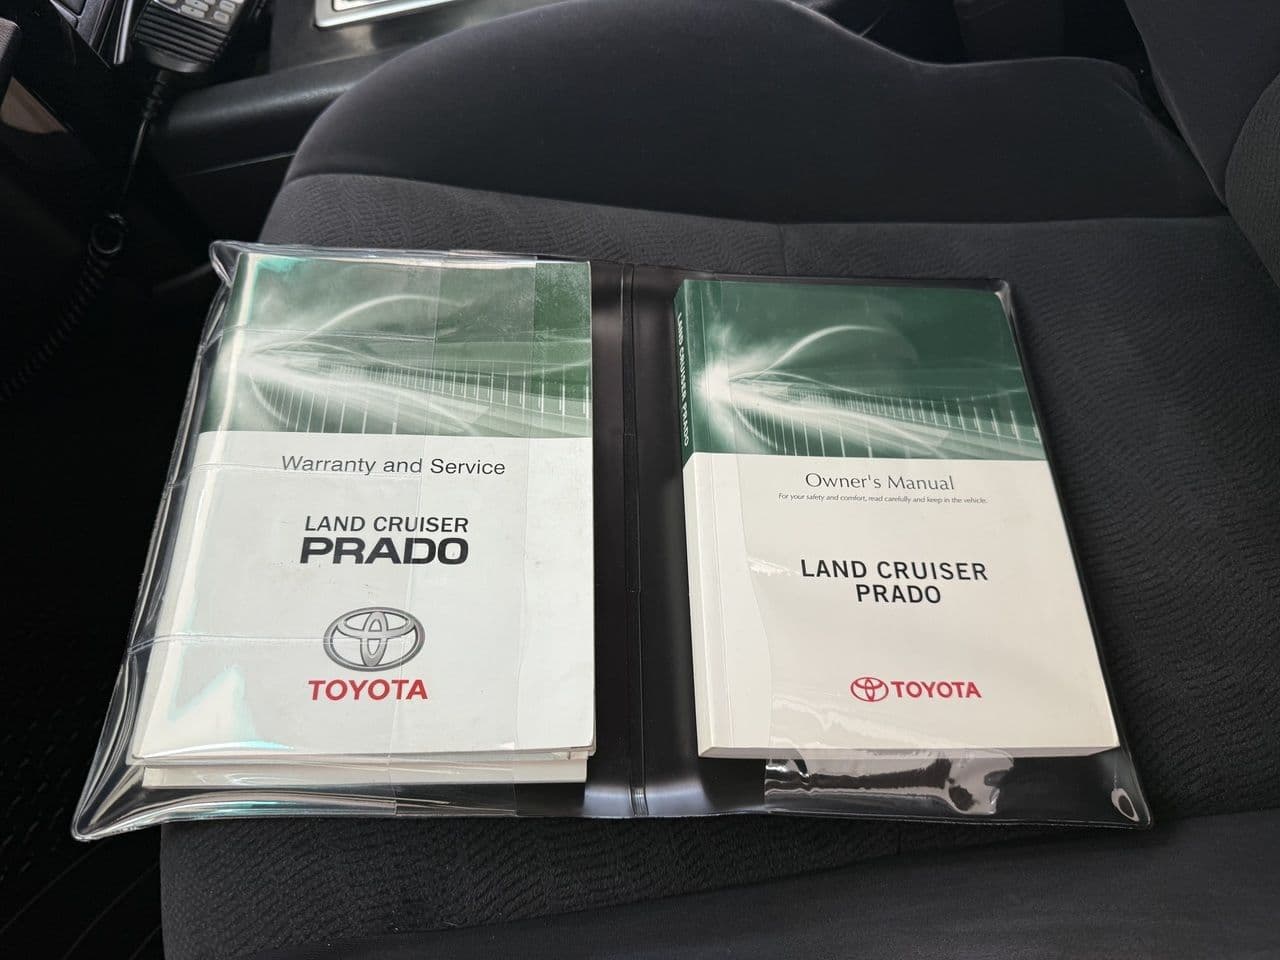 Warranty and Service
LAND CRUISER
PRADO
TOYOTA
LAND CRUISER PRADO
Owner's Manual
For your safety and comfort, read carefully and keep in the vehicle.
LAND CRUISER
PRADO
TOYOTA